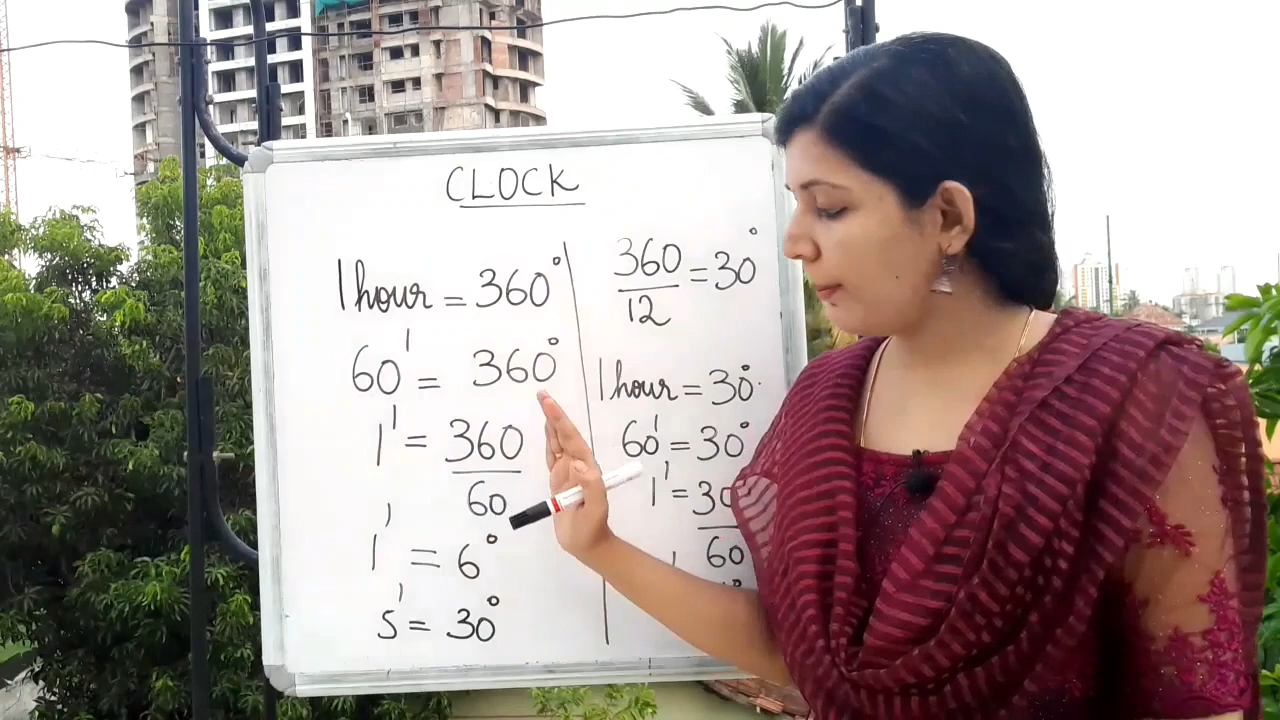 CLOCK
1 hour = 360°
60' = 360°
1' = 360/60
1' = 6°
5' = 30°
360/12 = 30°
1 hour = 30°
60' = 30°
1' = 30/60